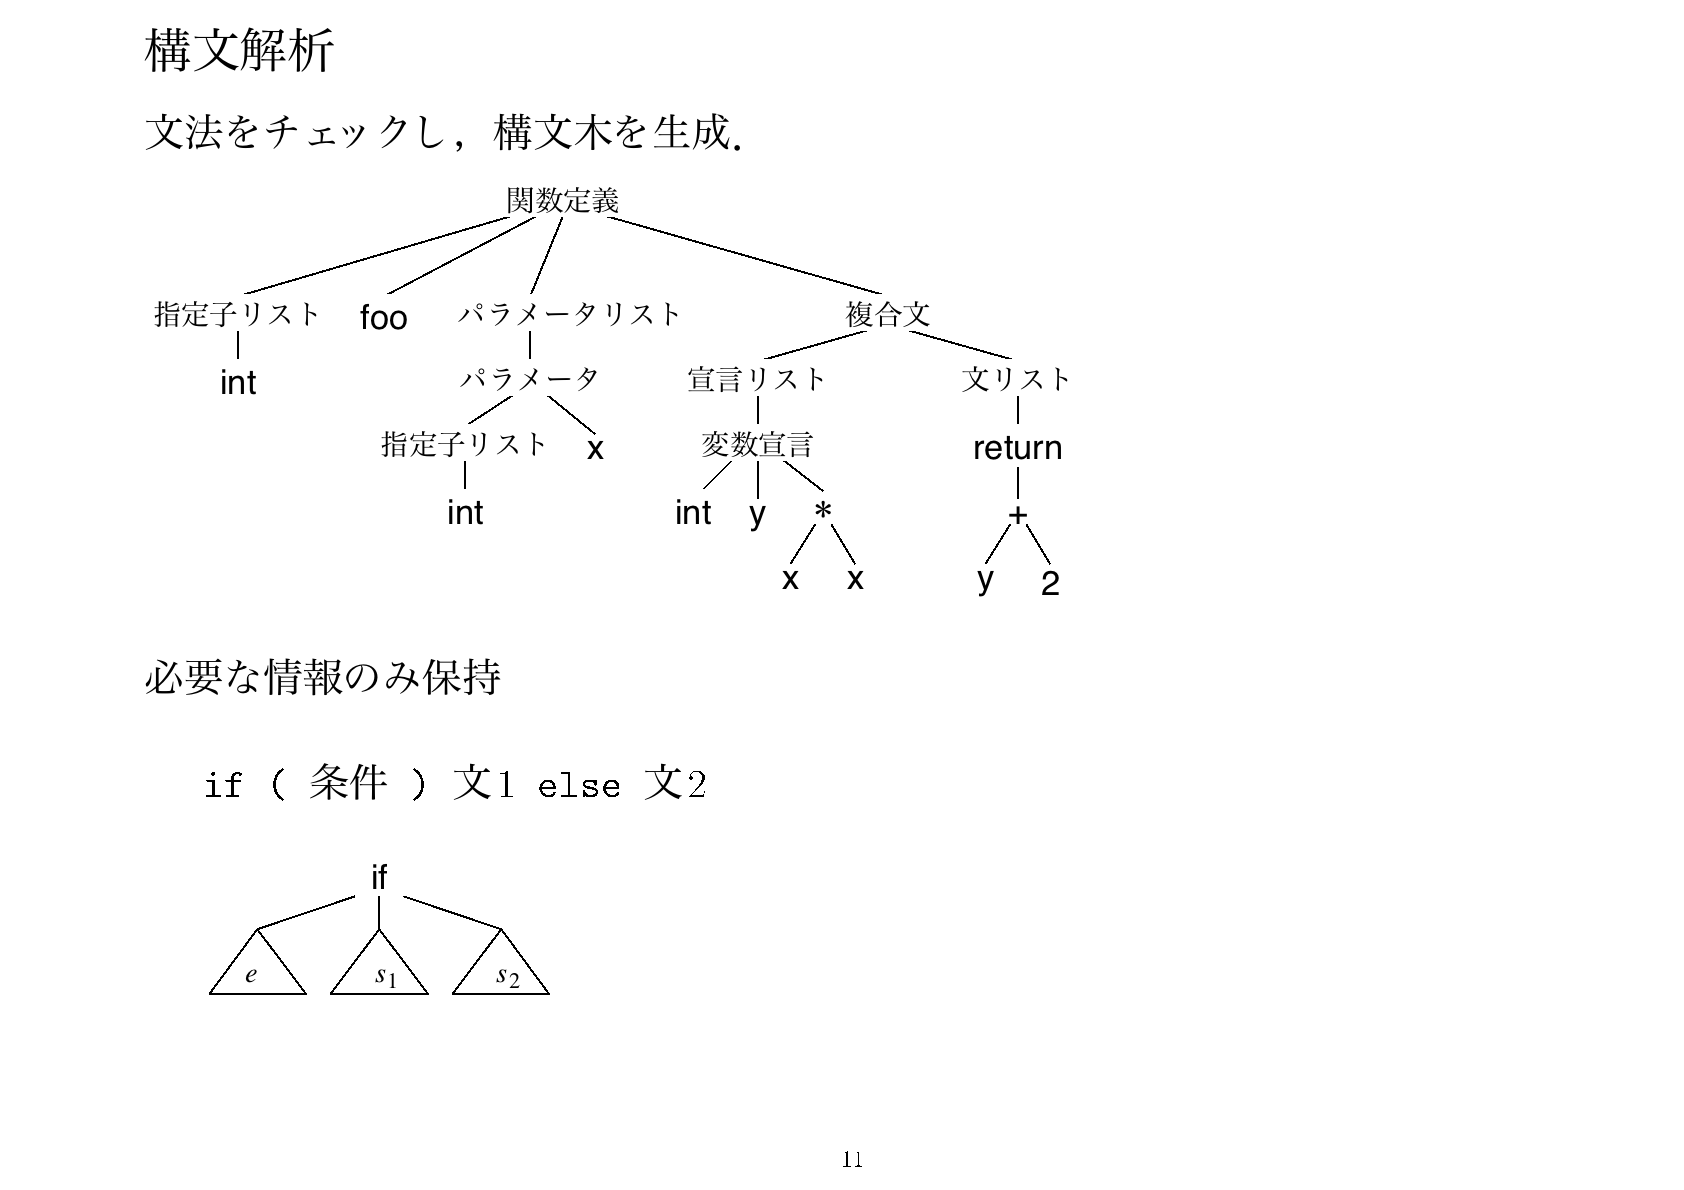 構文解析
文法をチェックし，構文木を生成．
関数定義
指定子リスト foo パラメータリスト 複合文
int パラメータ 宣言リスト 文リスト
指定子リスト x 変数宣言 return
int int y * +
x x y 2
必要な情報のみ保持
if ( 条件 ) 文1 else 文2
if
e s1 s2
11